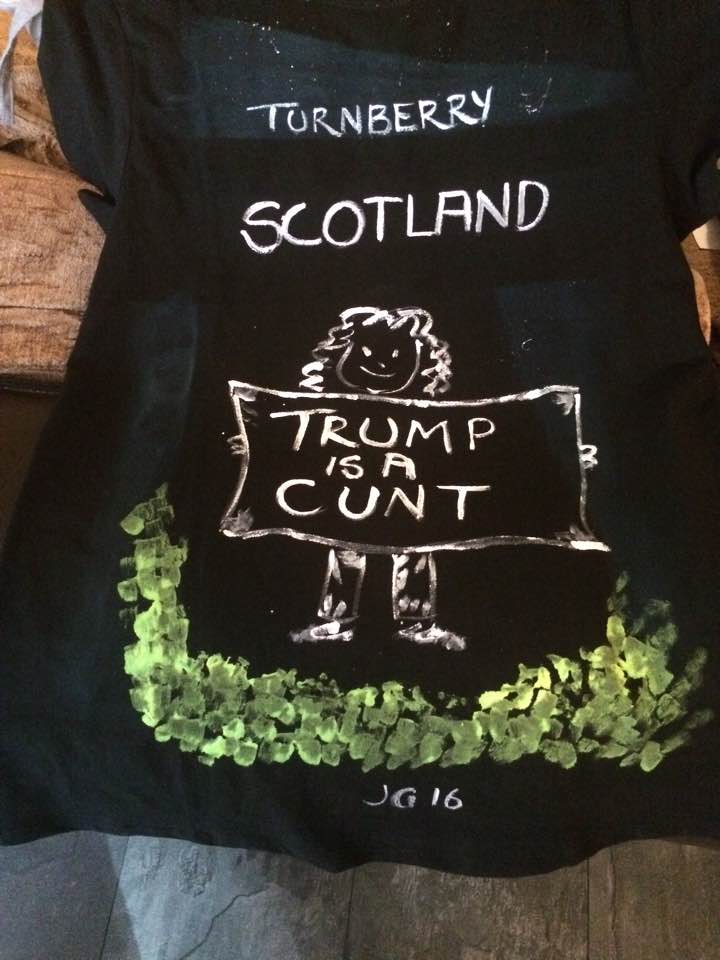 TURNBERRY
SCOTLAND
TRUMP
IS A
CUNT
JG 16